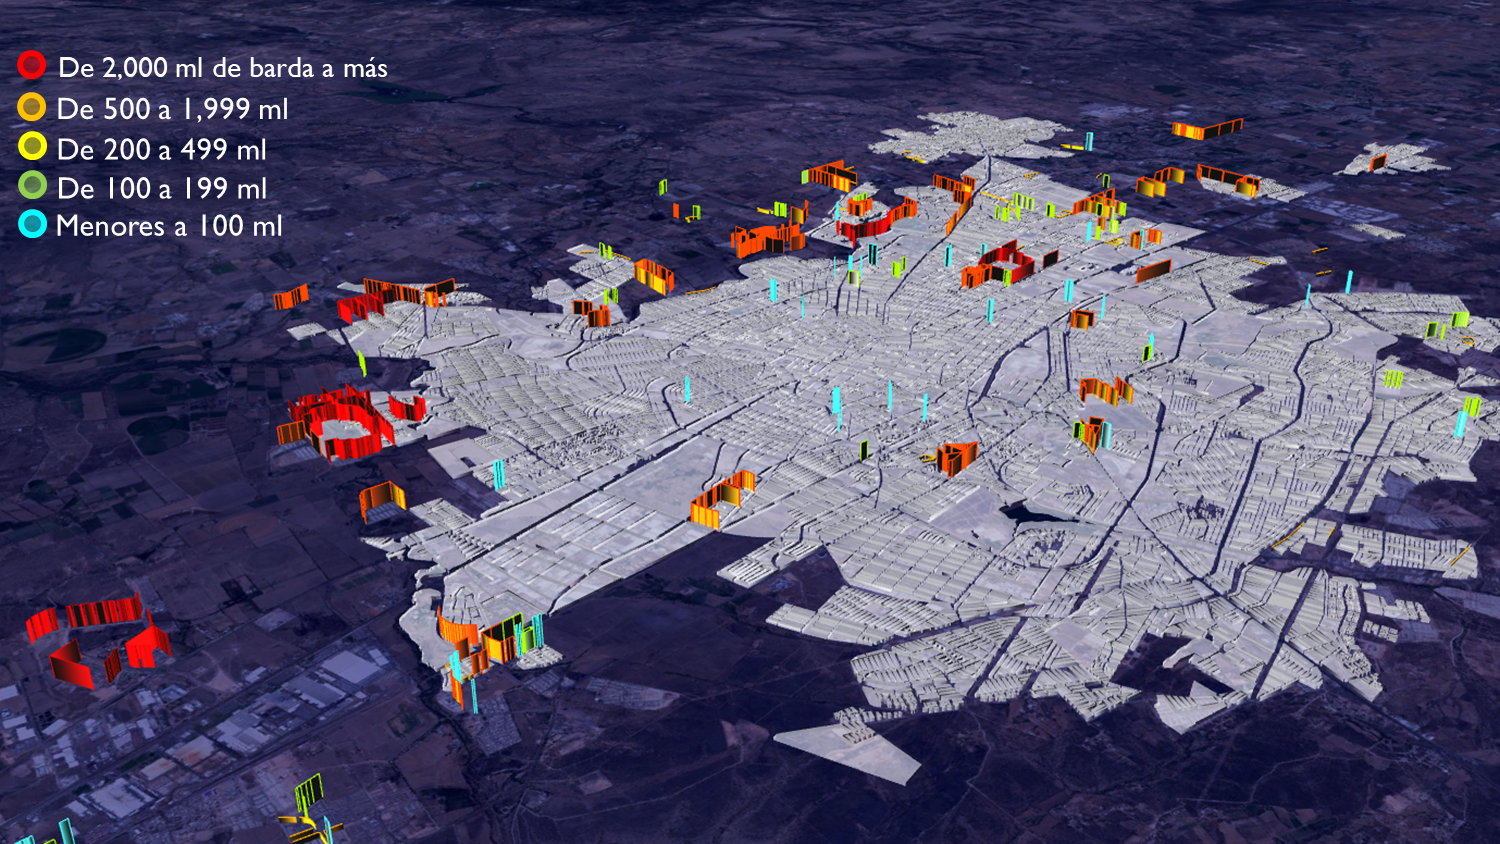 De 2,000 ml de barda a más
De 500 a 1,999 ml
De 200 a 499 ml
De 100 a 199 ml
Menores a 100 ml